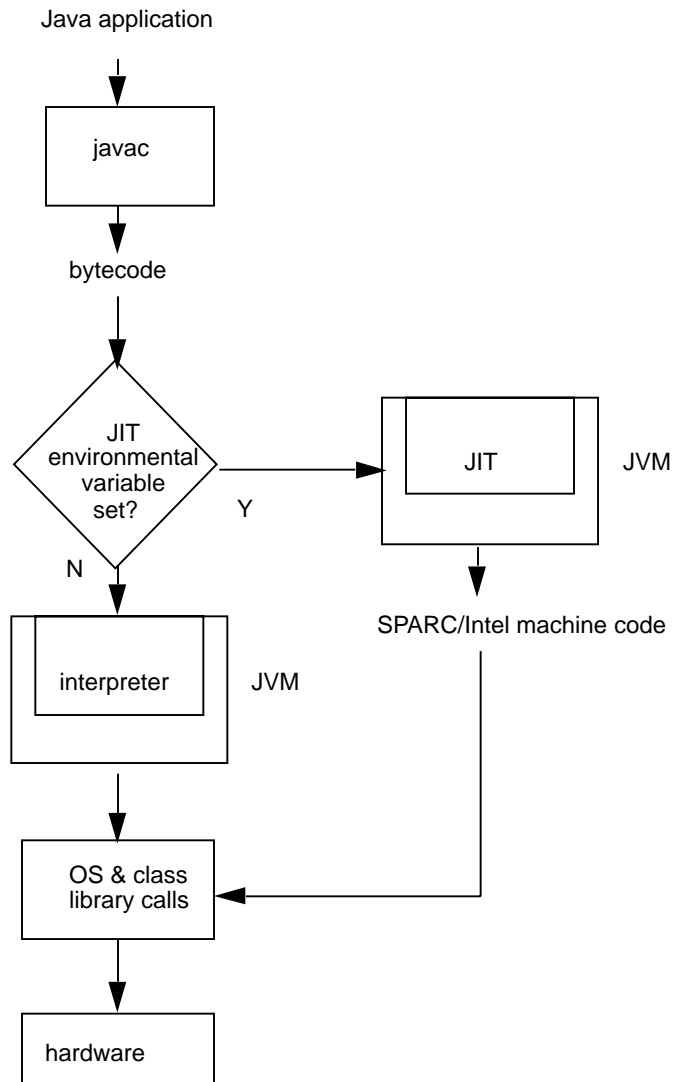 Java application
javac
bytecode
JIT
environmental
variable
set?
Y
N
JIT
JVM
SPARC/Intel machine code
interpreter
JVM
OS & class
library calls
hardware